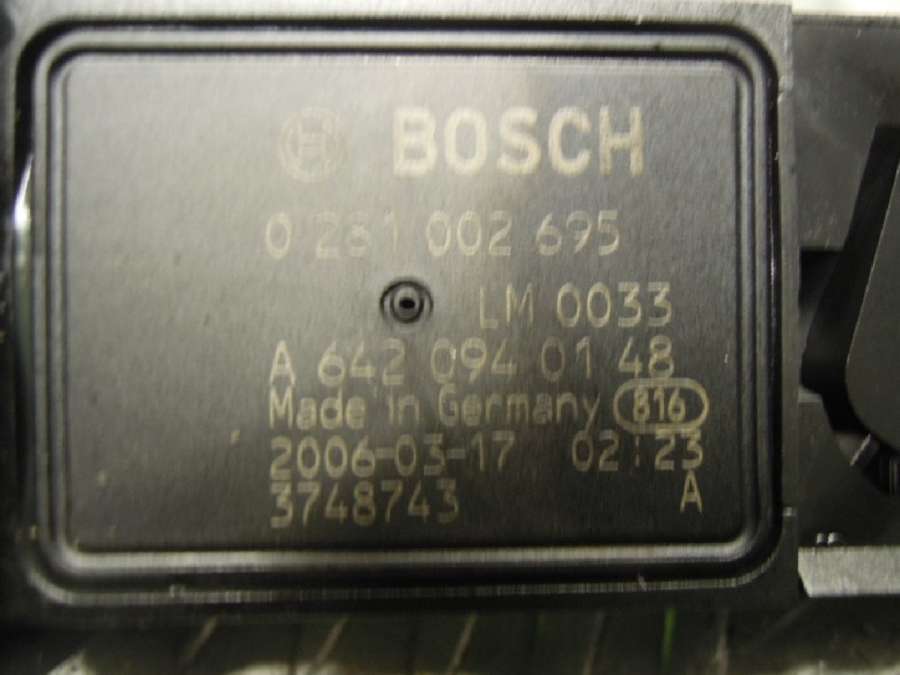 BOSCH
0 281 002 695
LM 0033
A 642 094 01 48
Made in Germany 816
2006-03-17 02:23
3748743 A